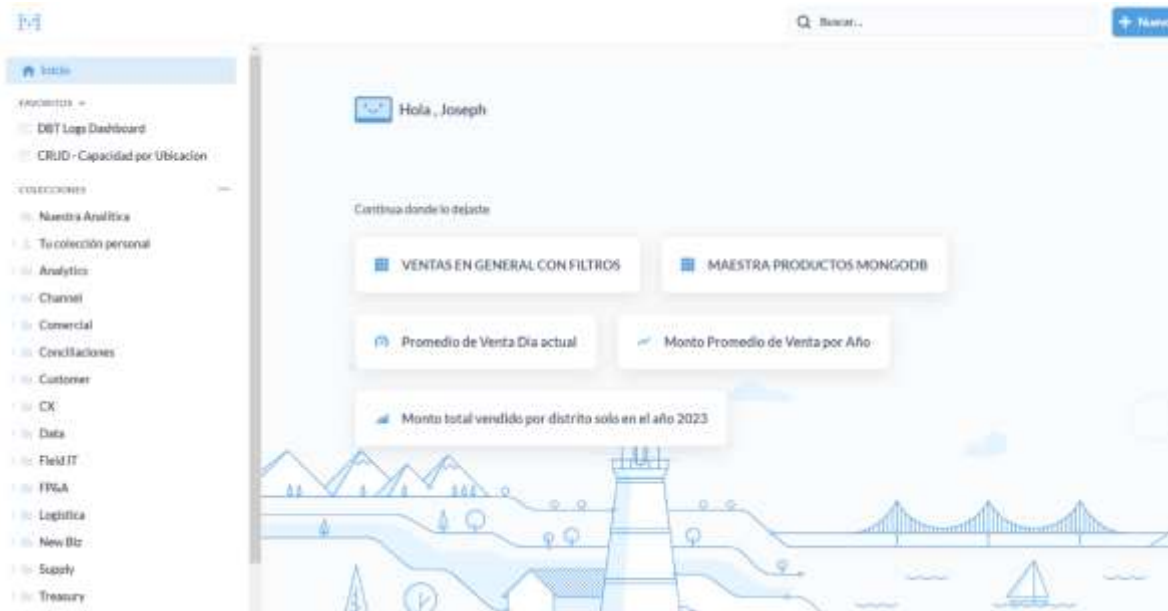 Buscar...
+ Nuevo
Inicio
FAVORITOS
DBT Logs Dashboard
CRUD - Capacidad por Ubicacion
COLECCIONES
Nuestra Analítica
Tu colección personal
Analytics
Channel
Comercial
Conciliaciones
Customer
CX
Data
Field IT
FP&A
Logística
New Biz
Supply
Treasury
Hola , Joseph
Continua donde lo dejaste
VENTAS EN GENERAL CON FILTROS
MAESTRA PRODUCTOS MONGODB
Promedio de Venta Dia actual
Monto Promedio de Venta por Año
Monto total vendido por distrito solo en el año 2023